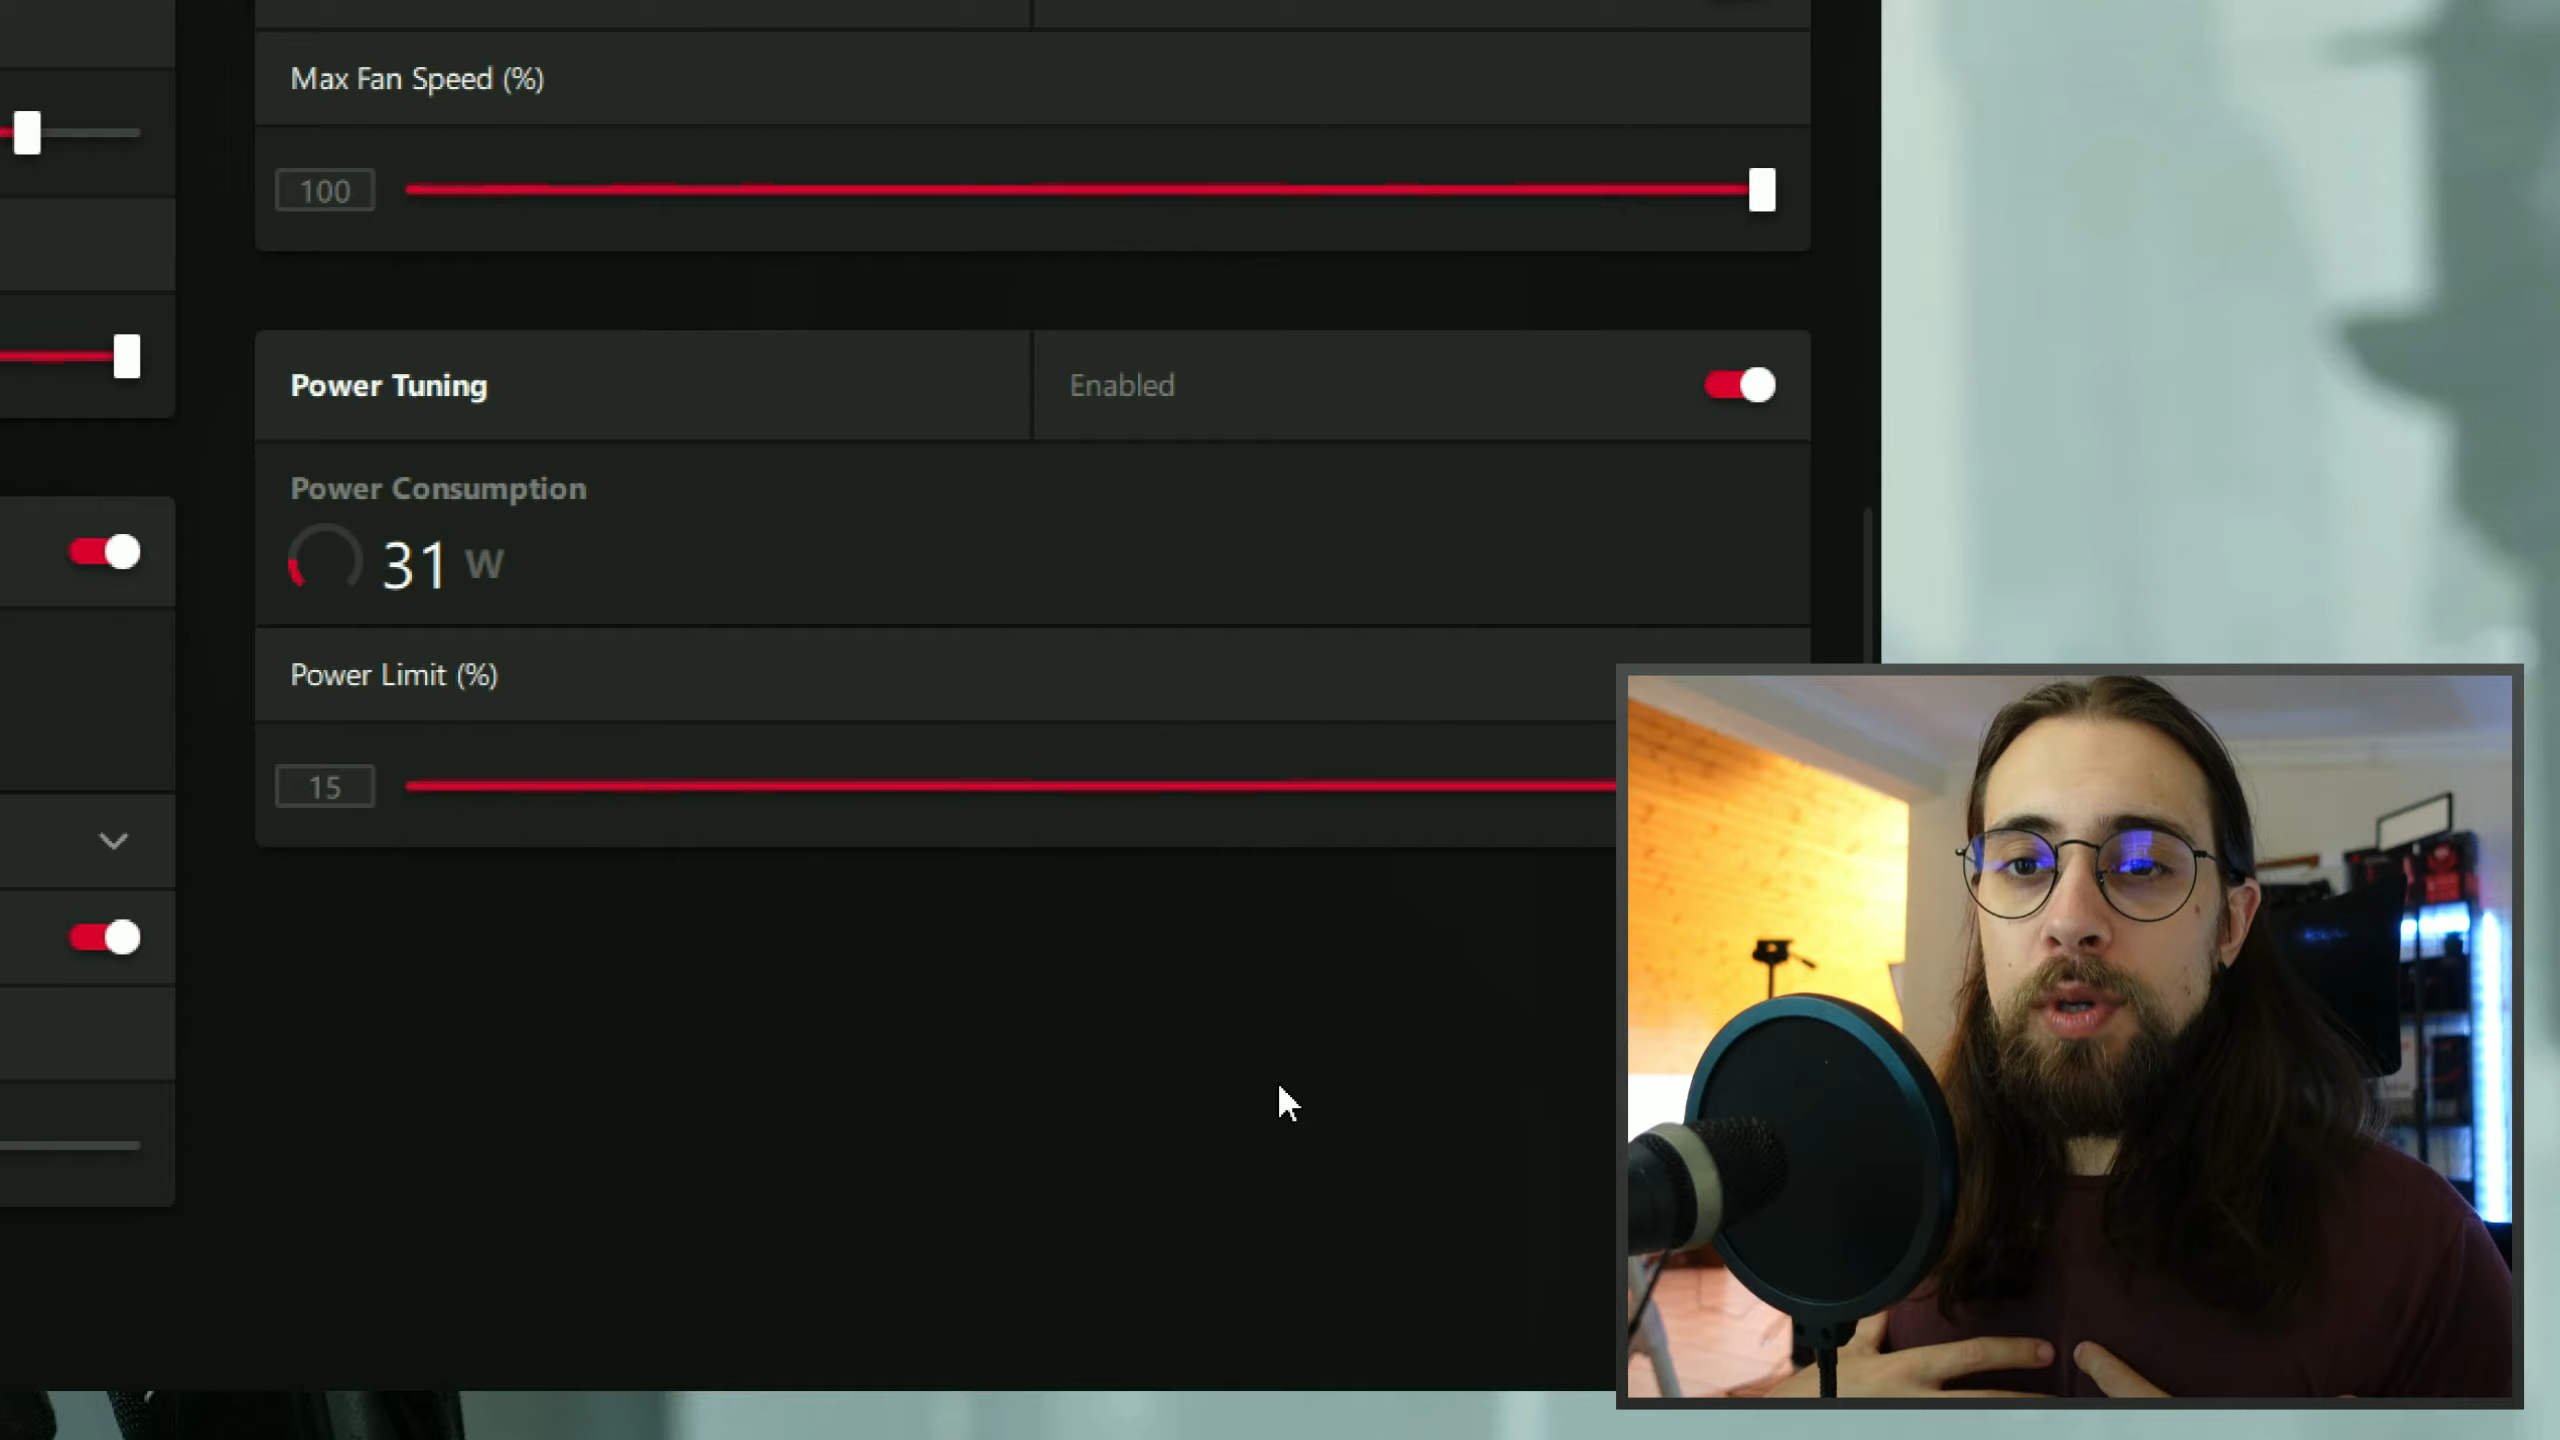 Max Fan Speed (%)
100
Power Tuning
Enabled
Power Consumption
31 W
Power Limit (%)
15